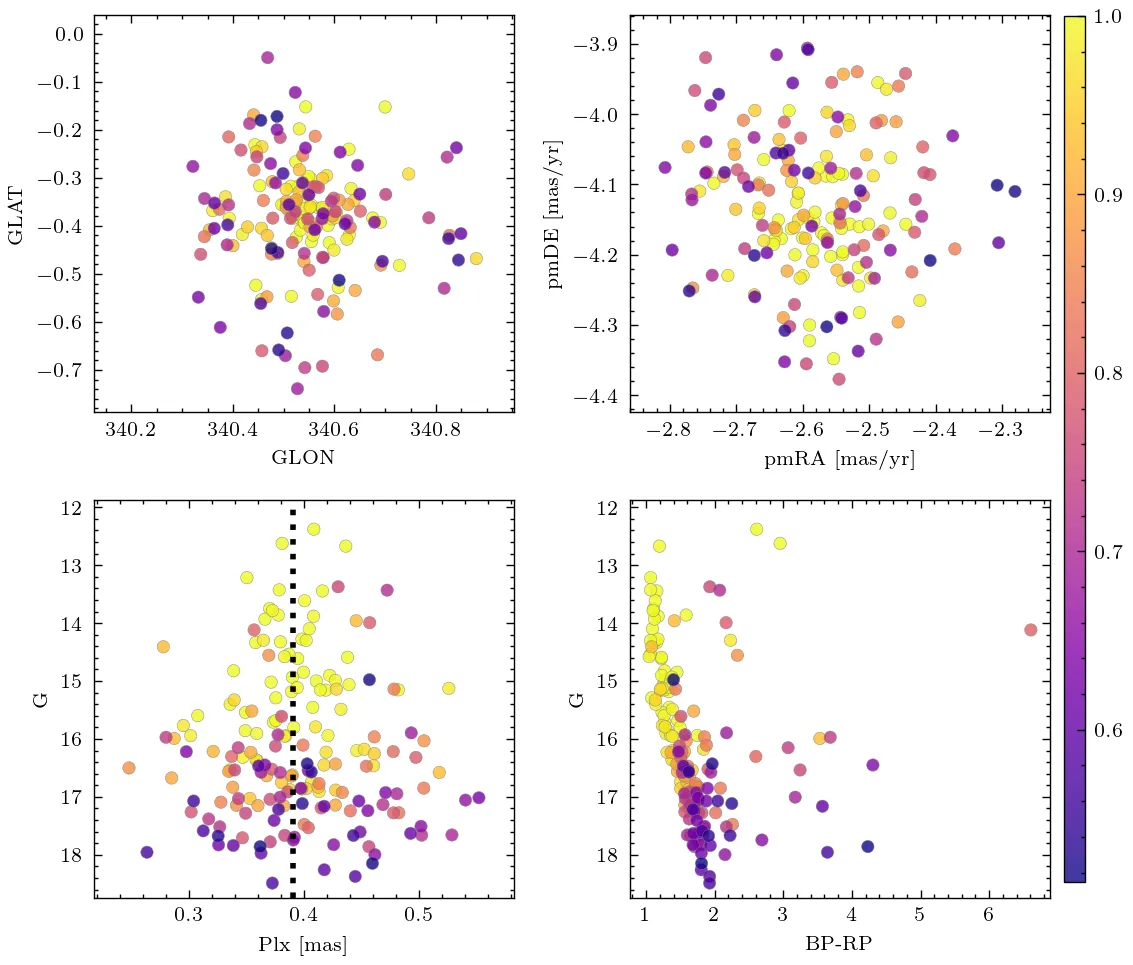 0.0
−0.1
−0.2
−0.3
−0.4
−0.5
−0.6
−0.7
GLAT
340.2 340.4 340.6 340.8
GLON
−3.9
−4.0
−4.1
−4.2
−4.3
−4.4
pmDE [mas/yr]
−2.8 −2.7 −2.6 −2.5 −2.4 −2.3
pmRA [mas/yr]
1.0
0.9
0.8
0.7
0.6
12
13
14
15
16
17
18
G
0.3 0.4 0.5
Plx [mas]
12
13
14
15
16
17
18
G
1 2 3 4 5 6
BP-RP